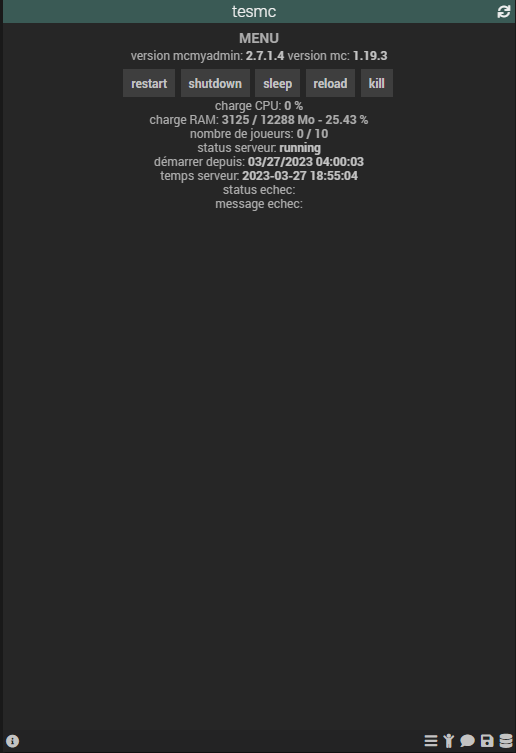 tesmc
MENU
version mcmyadmin: 2.7.1.4 version mc: 1.19.3
restart shutdown sleep reload kill
charge CPU: 0 %
charge RAM: 3125 / 12288 Mo - 25.43 %
nombre de joueurs: 0 / 10
status serveur: running
démarrer depuis: 03/27/2023 04:00:03
temps serveur: 2023-03-27 18:55:04
status echec:
message echec: